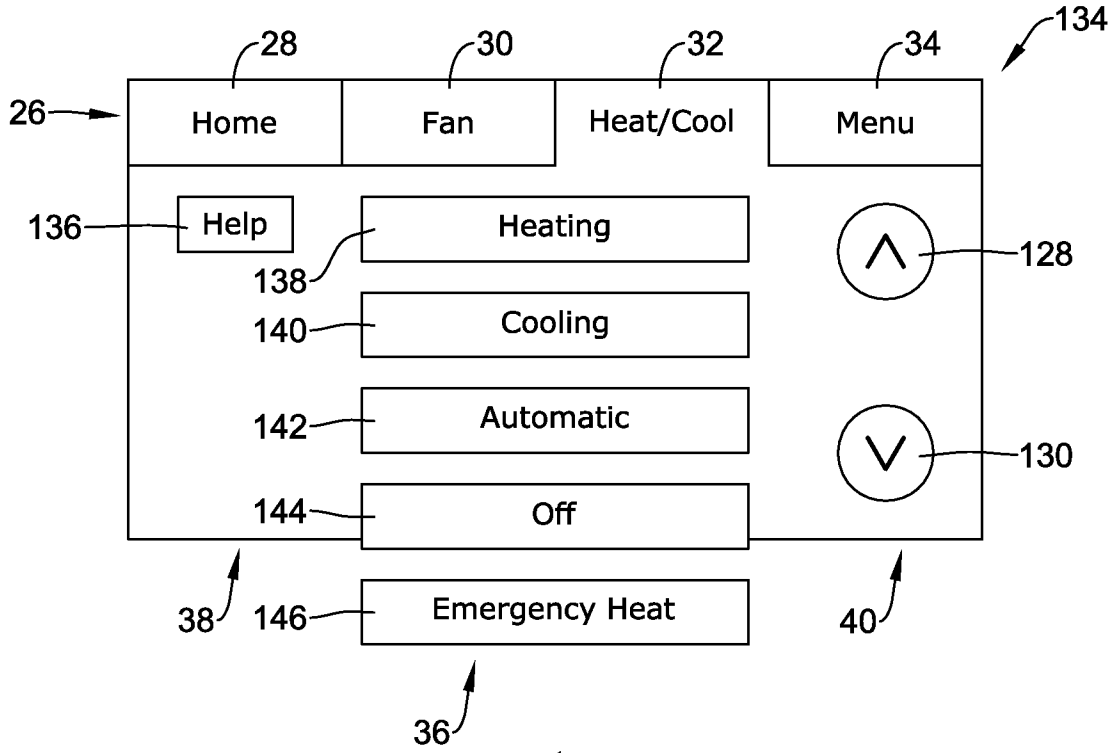 28 30 32 34 134
26 Home Fan Heat/Cool Menu
136 Help Heating 128
138
140 Cooling
142 Automatic 130
144 Off
38 146 Emergency Heat 40
36